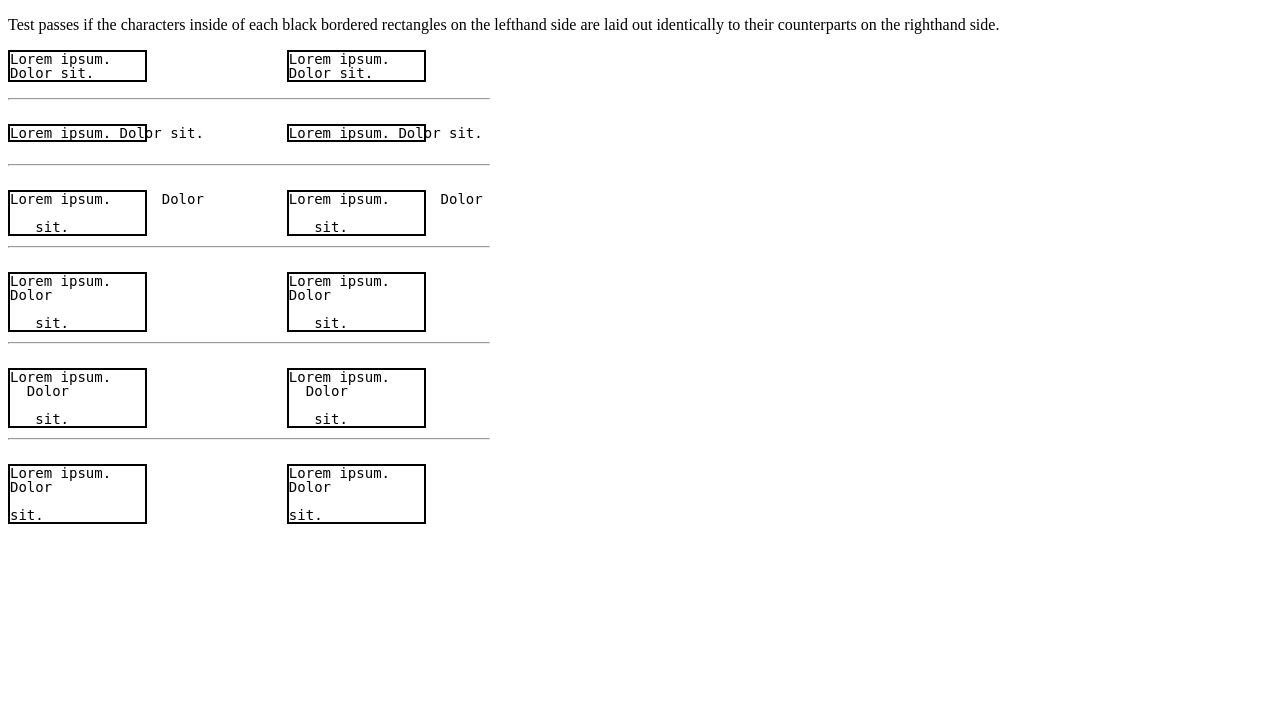 Test passes if the characters inside of each black bordered rectangles on the lefthand side are laid out identically to their counterparts on the righthand side.
Lorem ipsum. Lorem ipsum.
Dolor sit. Dolor sit.
Lorem ipsum. Dolor sit. Lorem ipsum. Dolor sit.
Lorem ipsum.      Dolor Lorem ipsum.      Dolor
   sit.    sit.
Lorem ipsum. Lorem ipsum.
Dolor Dolor
   sit.    sit.
Lorem ipsum. Lorem ipsum.
  Dolor   Dolor
   sit.    sit.
Lorem ipsum. Lorem ipsum.
Dolor Dolor
sit. sit.